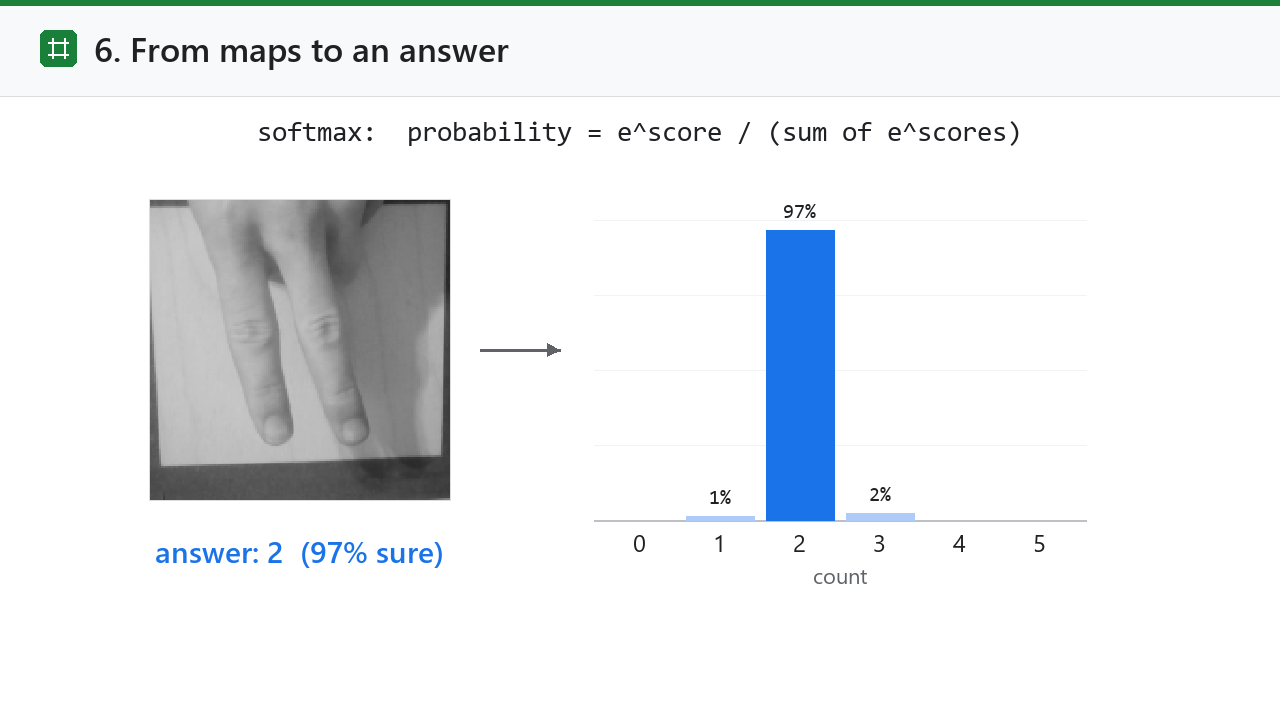 6. From maps to an answer
softmax:  probability = e^score / (sum of e^scores)
97%
1%
2%
0 1 2 3 4 5
count
answer: 2  (97% sure)